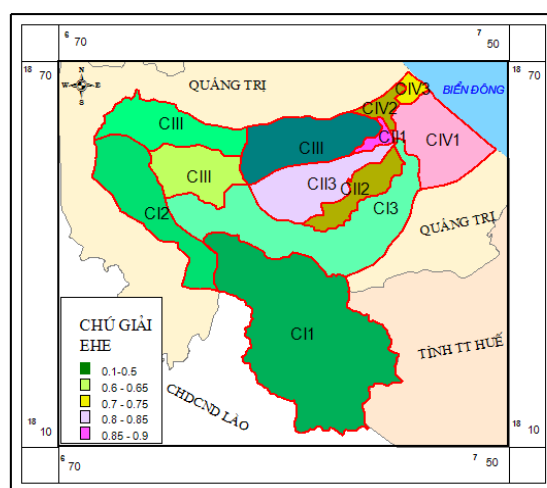 6 70
7 50
18 70
18 70
N
W E
S
QUẢNG TRỊ
BIỂN ĐÔNG
CIV3
CIV2
CIII
CIII
CII1
CIV1
CIII
CII3
CII2
CI2
CI3
QUẢNG TRỊ
CHÚ GIẢI
EHE
0.1-0.5
0.6 - 0.65
0.7 - 0.75
0.8 - 0.85
0.85 - 0.9
CI1
TỈNH TT HUẾ
CHDCND LÀO
18 10
18 10
6 70
7 50